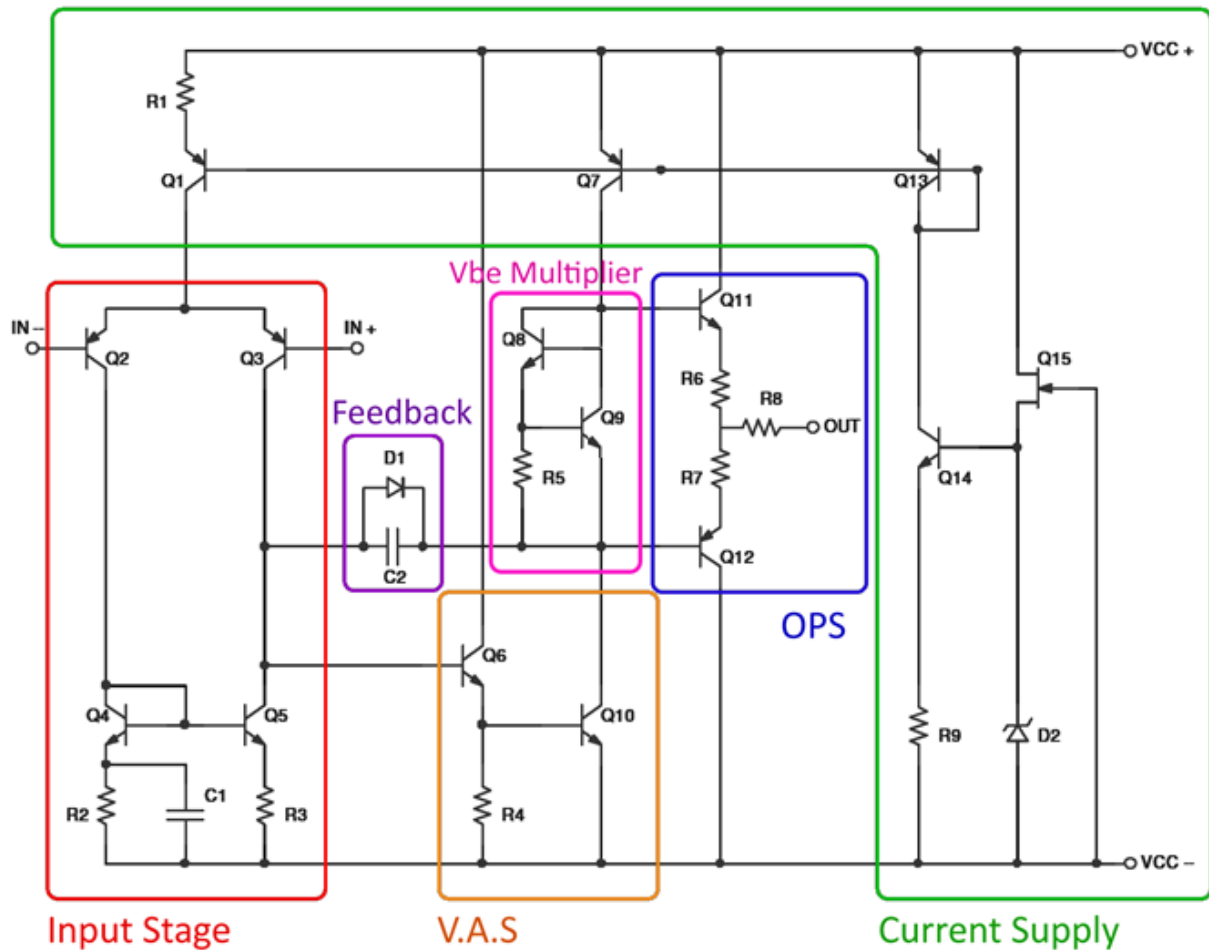 VCC +
R1
Q1
Q7
Q13
Vbe Multiplier
IN −
Q2
Q3
IN +
Q8
Q11
Q15
R6
R8
OUT
Feedback
Q9
D1
R5
R7
Q14
C2
Q12
OPS
Q6
Q4
Q5
Q10
R9
D2
R2
C1
R3
R4
VCC −
Input Stage
V.A.S
Current Supply